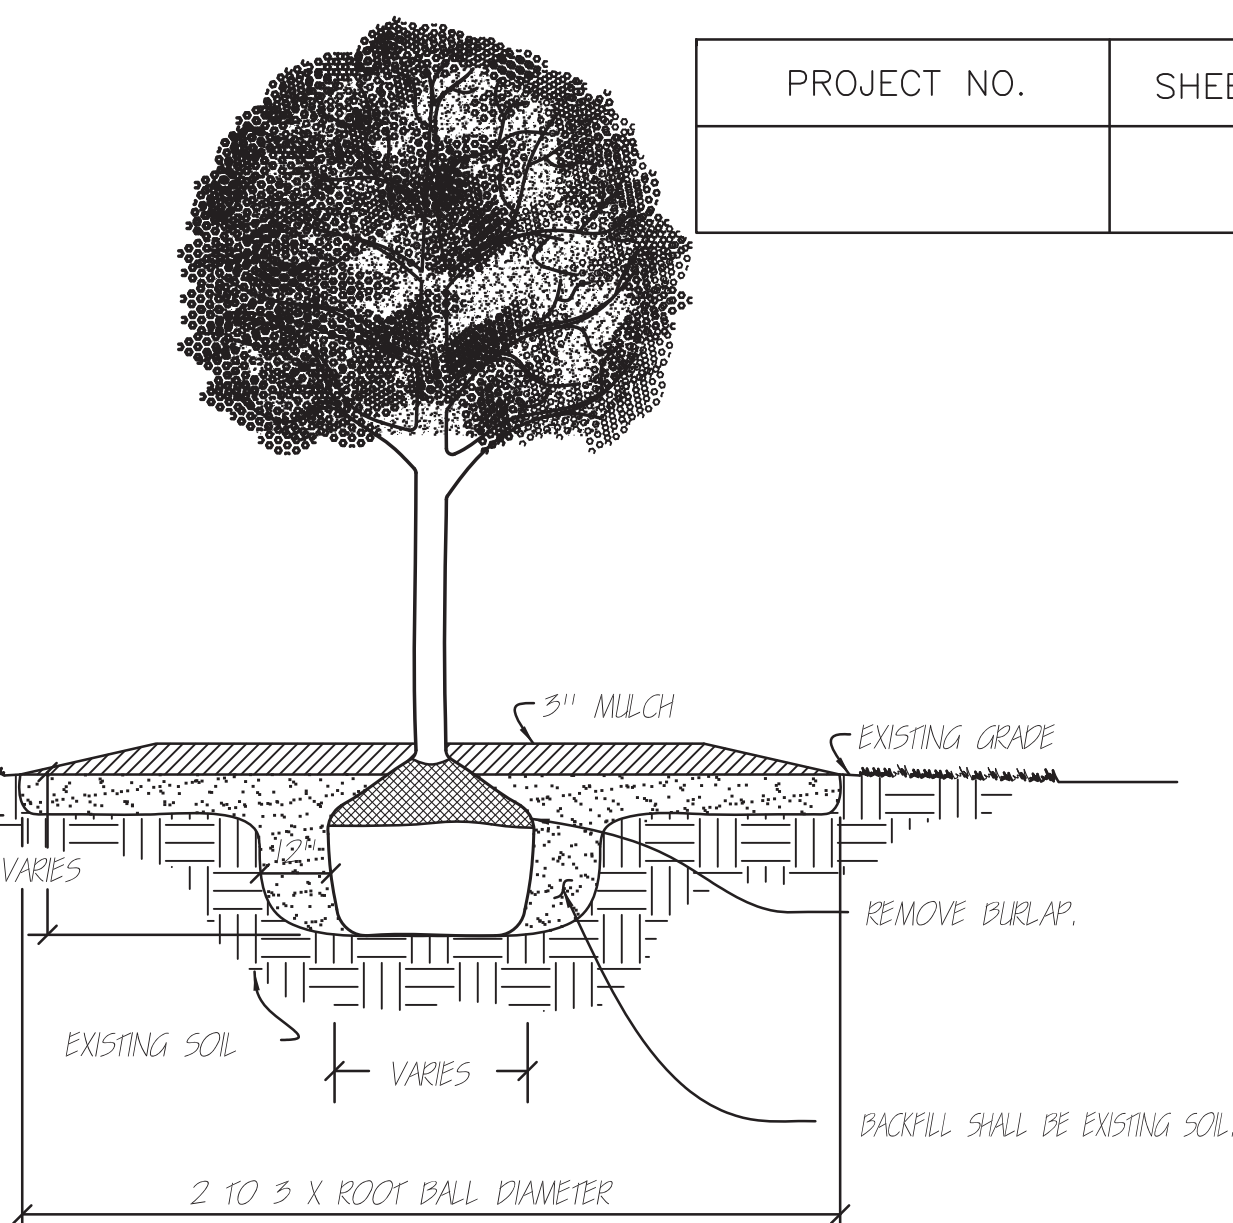 PROJECT NO.
3" MULCH
EXISTING GRADE
12"
VARIES
REMOVE BURLAP.
EXISTING SOIL
VARIES
BACKFILL SHALL BE EXISTING SOIL.
2 TO 3 X ROOT BALL DIAMETER